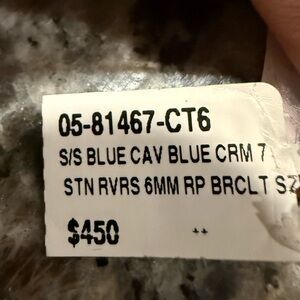 05-81467-CT6
S/S BLUE CAV BLUE CRM 7
STN RVRS 6MM RP BRCLT SZ
$450